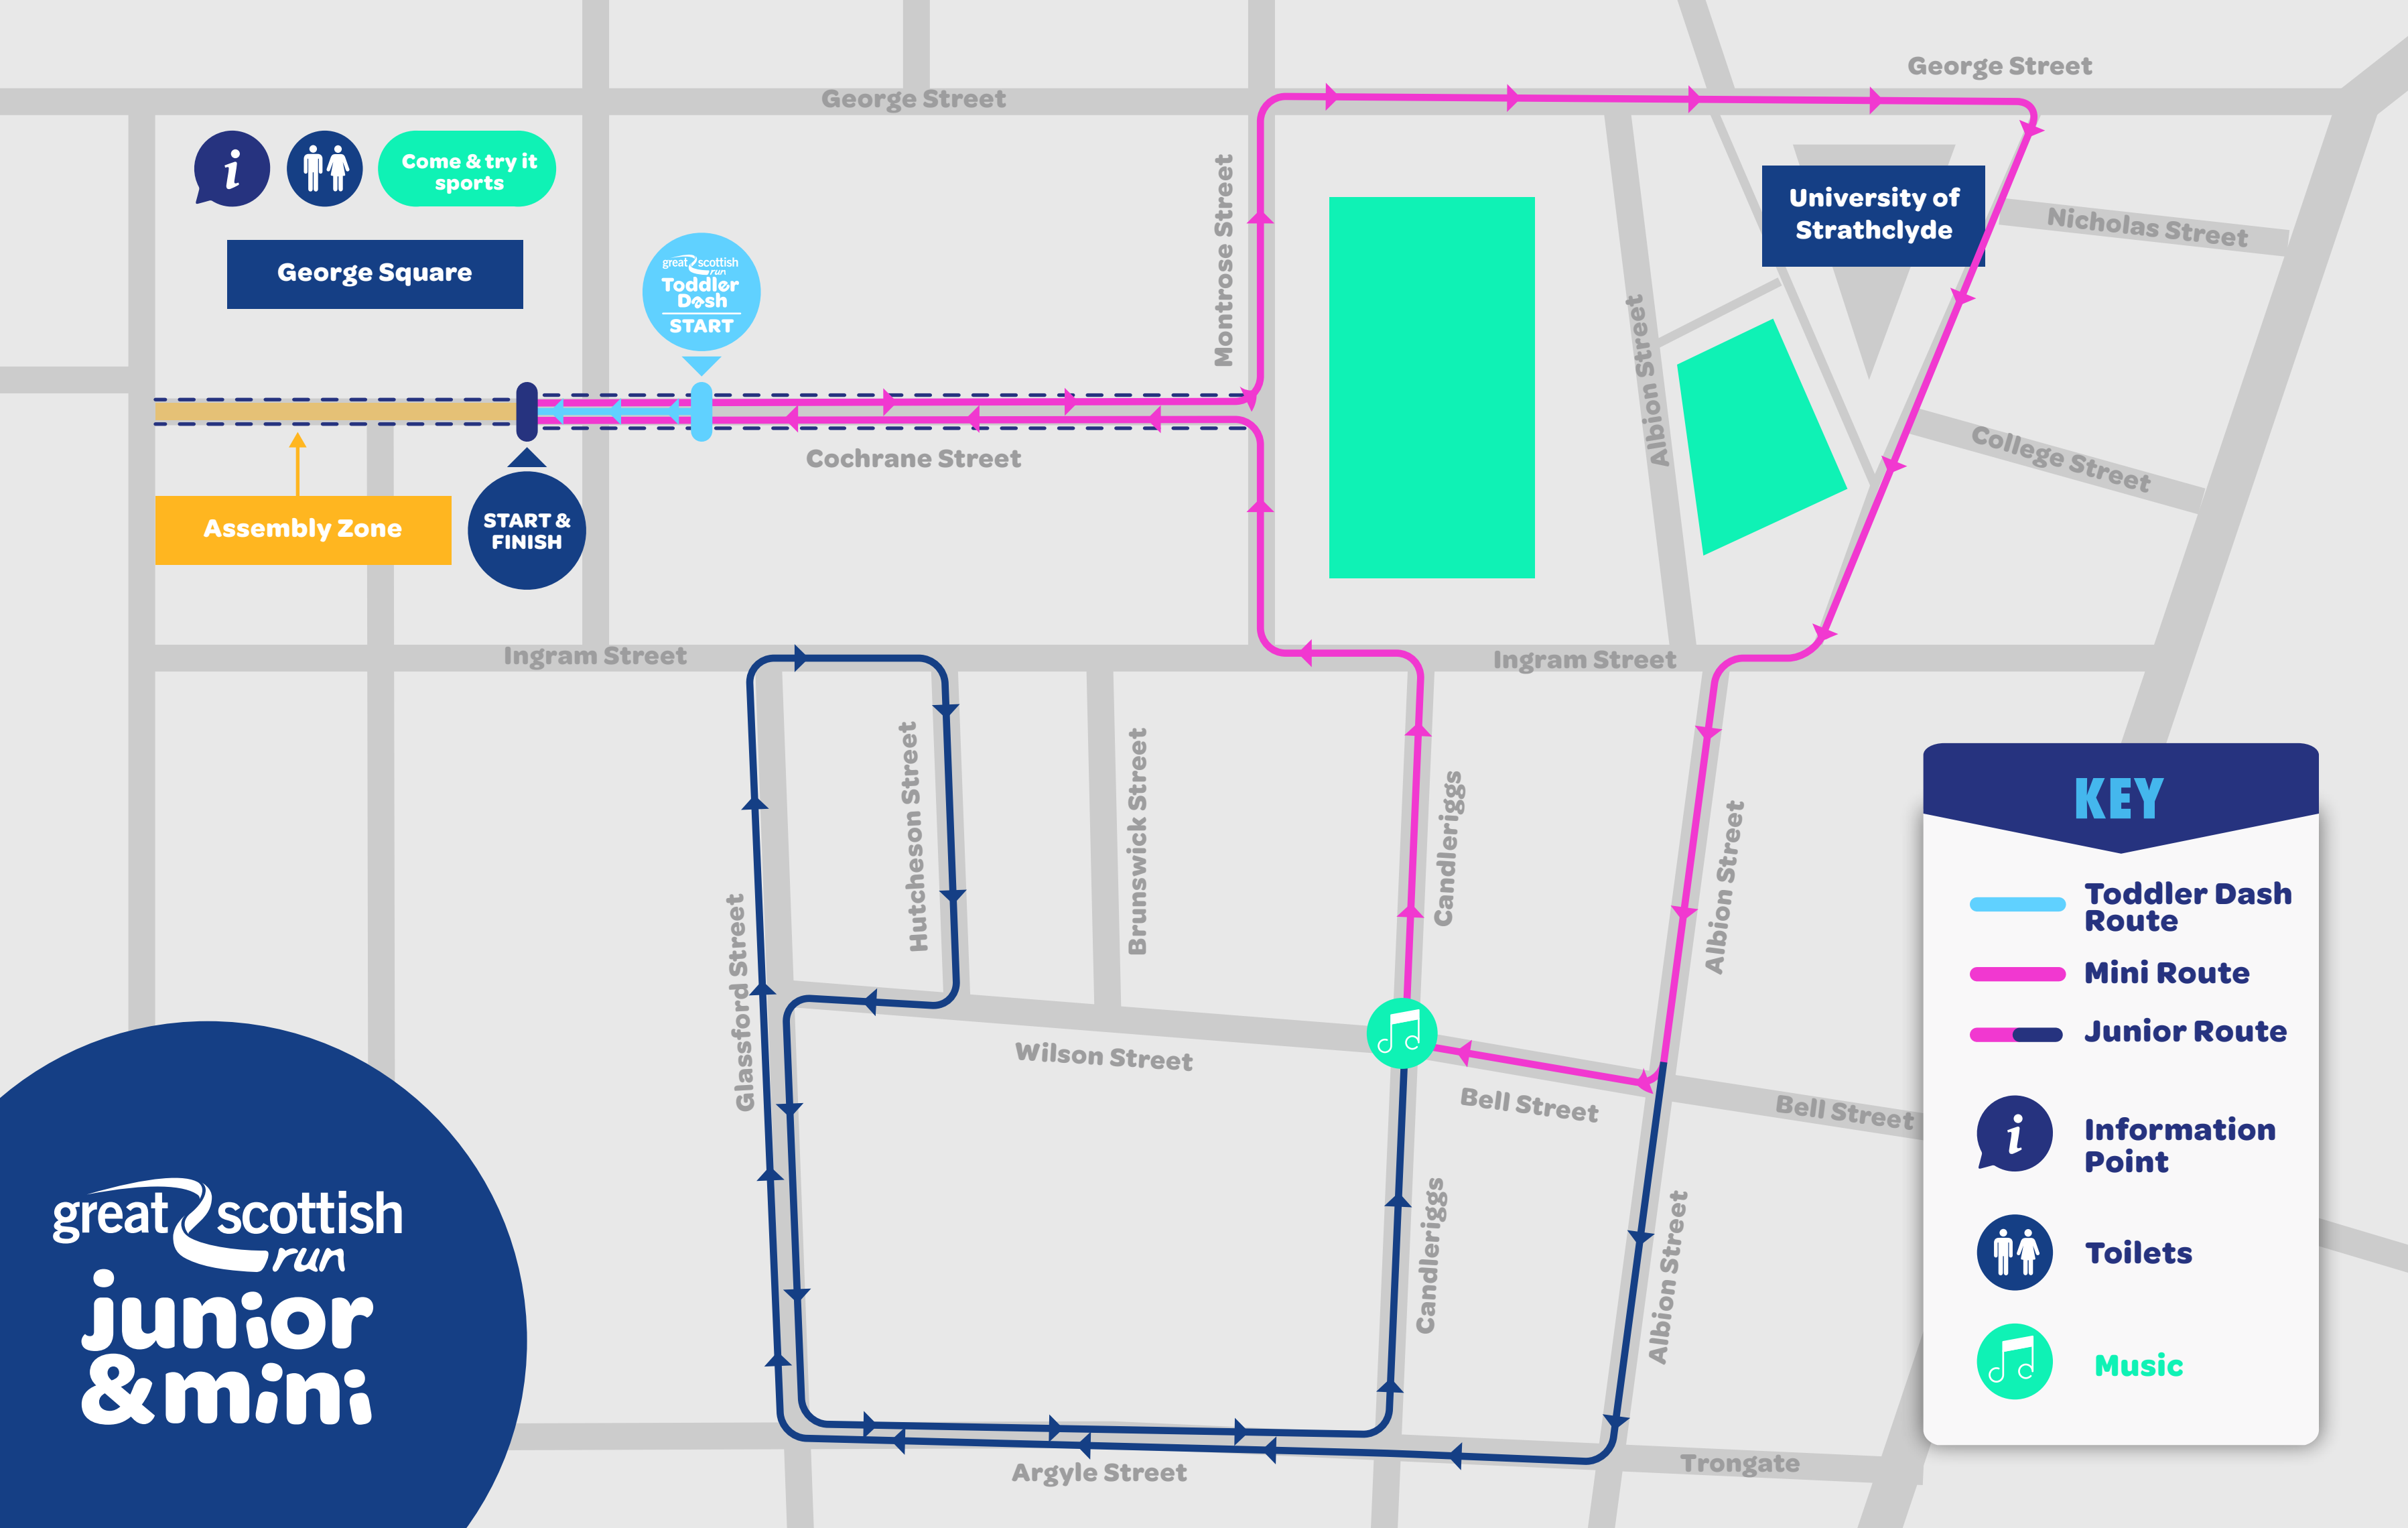 George Street
George Street
i
Come & try it
sports
George Square
great scottish
run
Toddler
Dash
START
Montrose Street
University of
Strathclyde
Nicholas Street
Albion Street
College Street
Cochrane Street
Assembly Zone
START &
FINISH
Ingram Street
Ingram Street
Hutcheson Street
Brunswick Street
Candleriggs
Albion Street
Glassford Street
Wilson Street
Bell Street
Bell Street
Candleriggs
Albion Street
Argyle Street
Trongate
KEY
Toddler Dash
Route
Mini Route
Junior Route
i
Information
Point
Toilets
Music
great scottish
run
junior
& mini